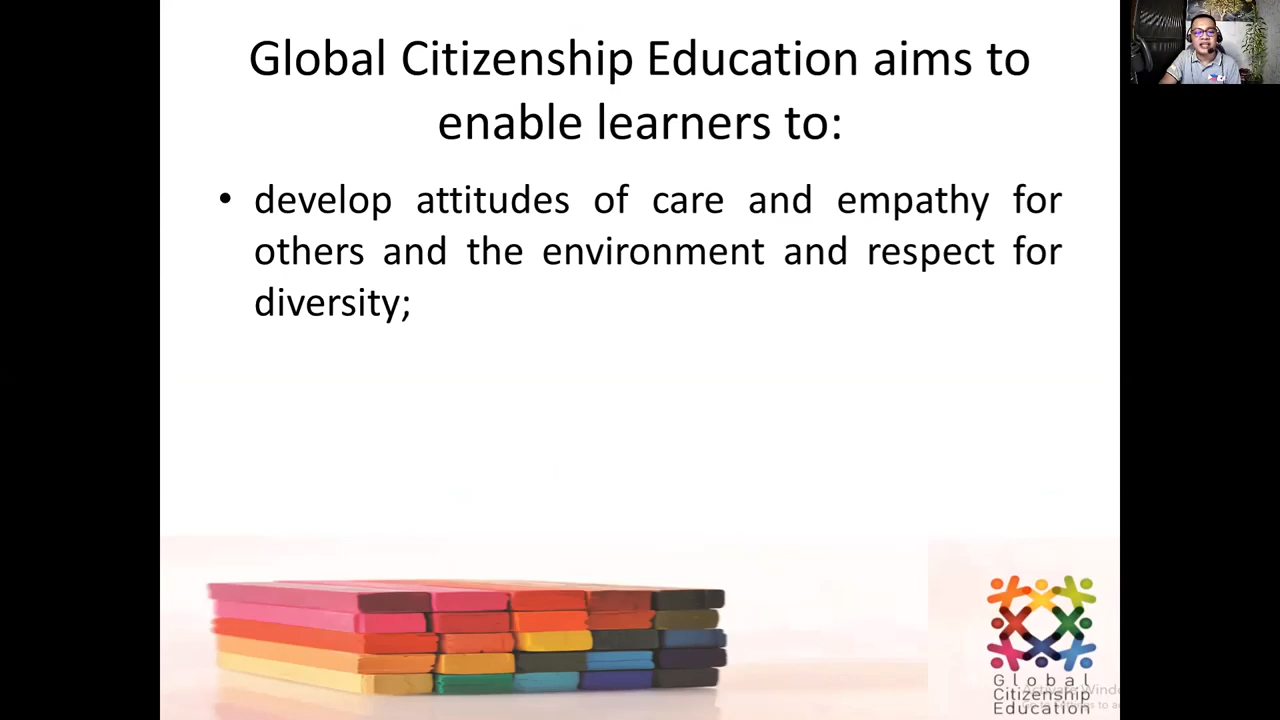 Global Citizenship Education aims to
enable learners to:
• develop attitudes of care and empathy for
others and the environment and respect for
diversity;
Global
Citizenship
Education